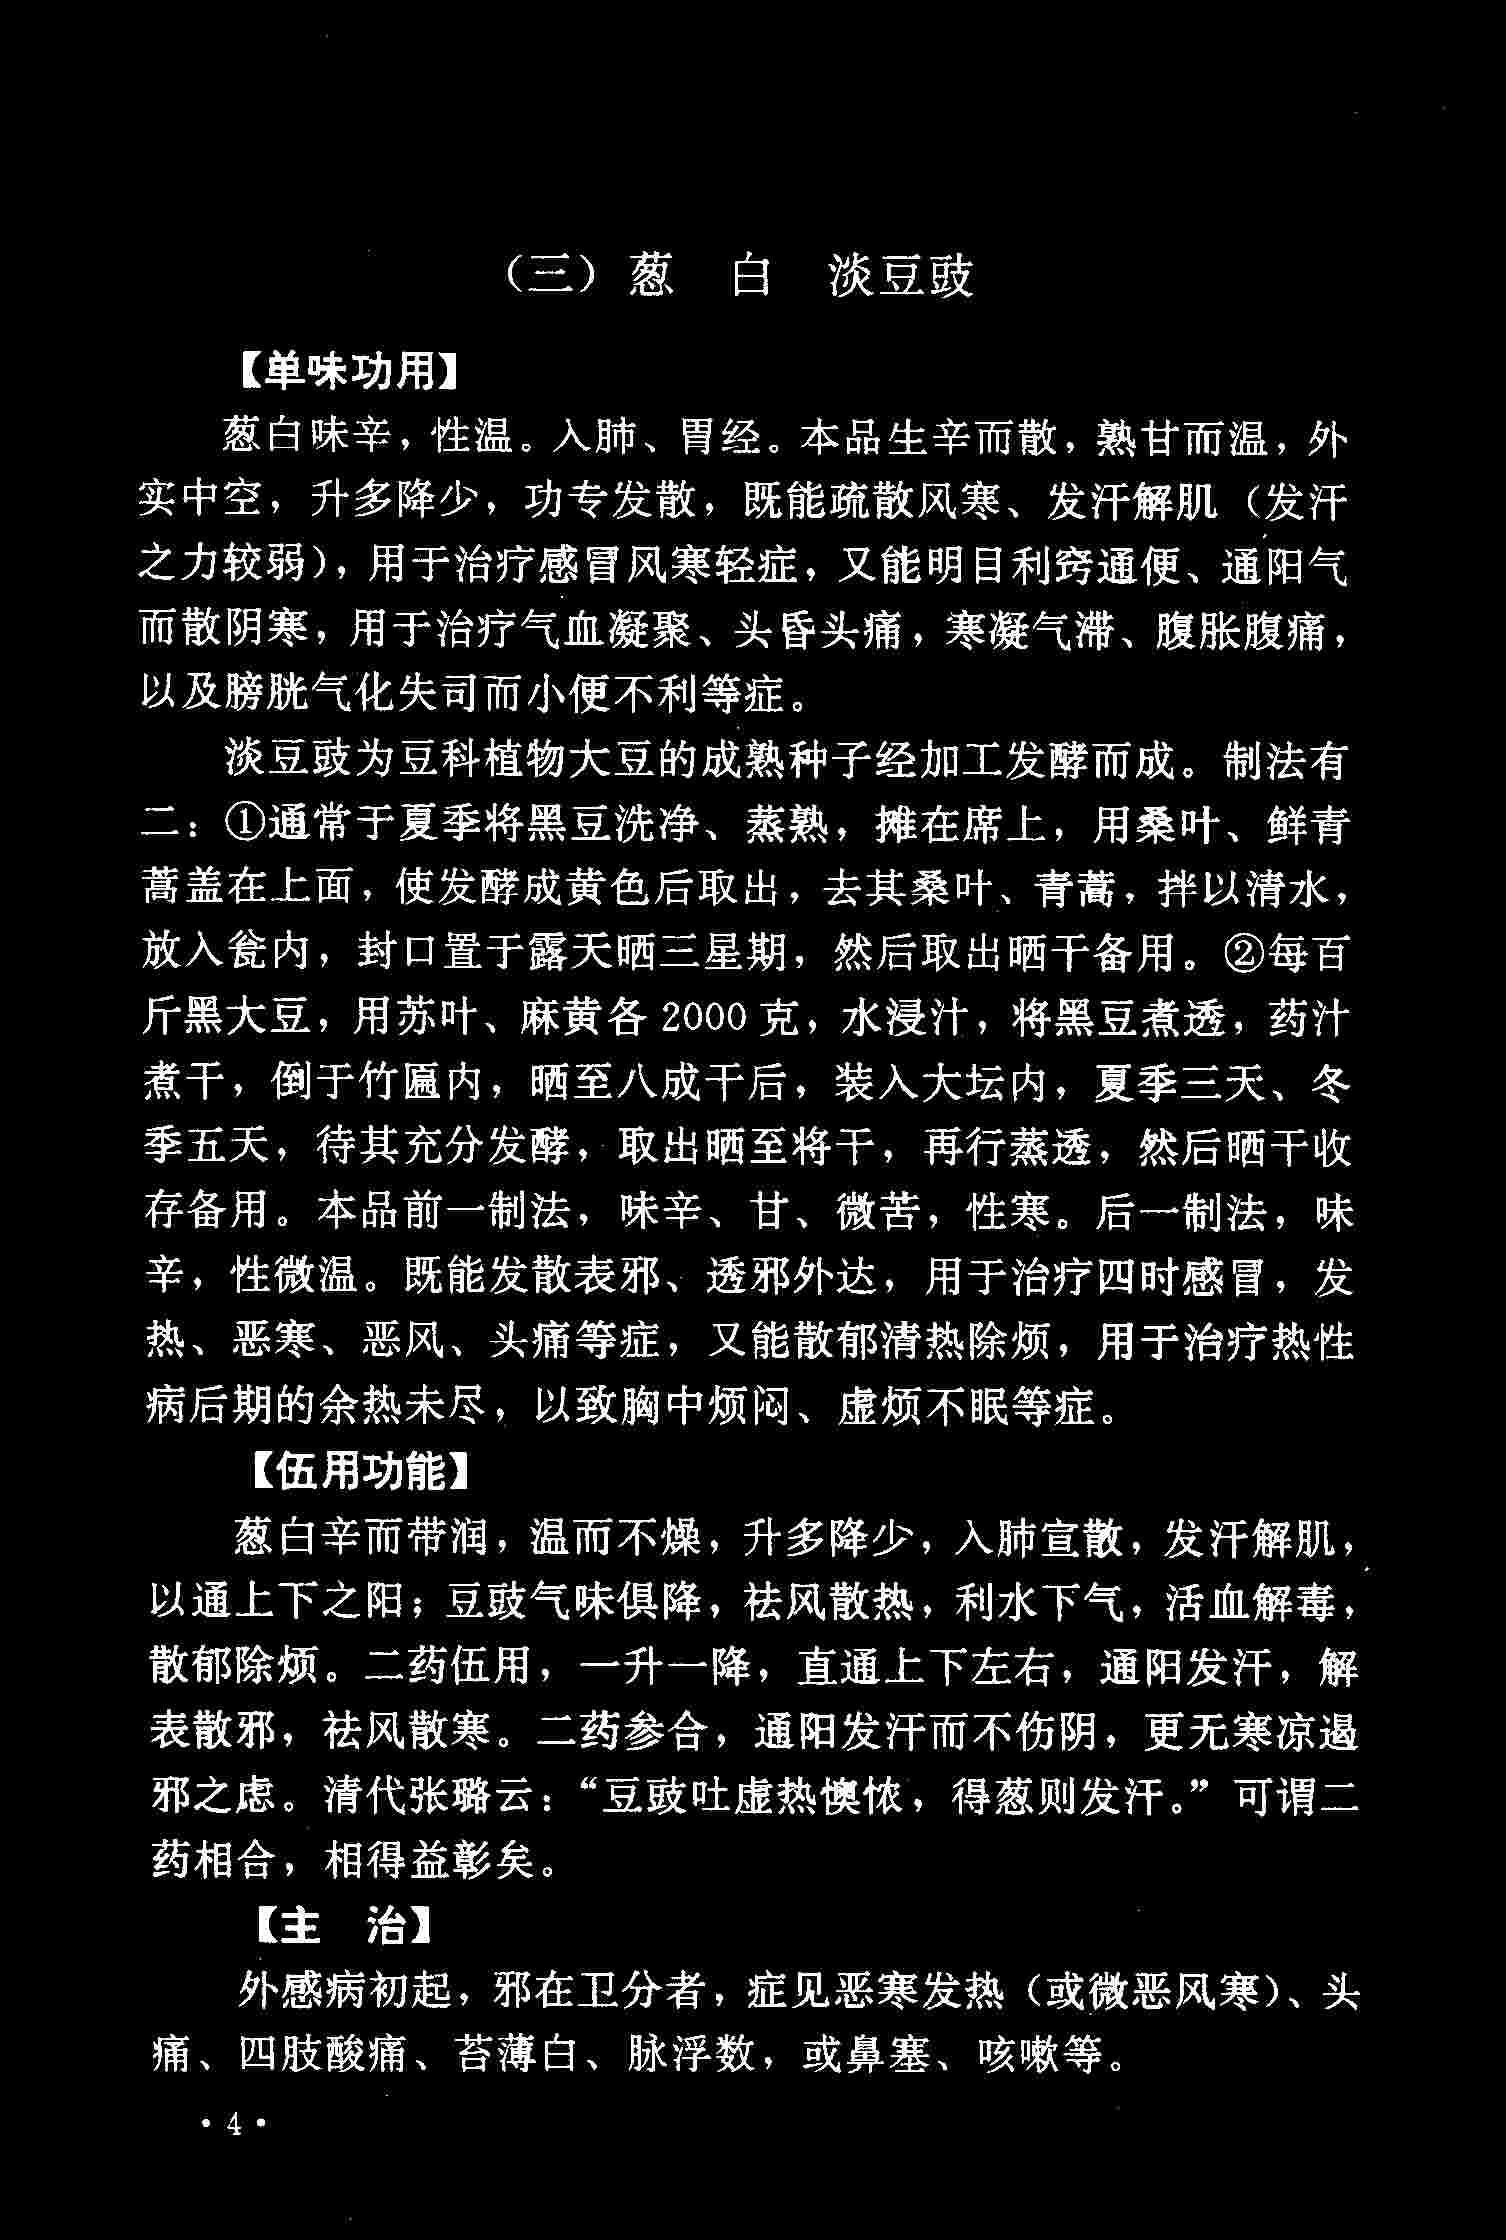 （三）葱　白　淡豆豉
【单味功用】
葱白味辛，性温。入肺、胃经。本品生辛而散，熟甘而温，外
实中空，升多降少，功专发散，既能疏散风寒、发汗解肌（发汗
之力较弱），用于治疗感冒风寒轻症，又能明目利窍通便、通阳气
而散阴寒，用于治疗气血凝聚、头昏头痛，寒凝气滞、腹胀腹痛，
以及膀胱气化失司而小便不利等症。
淡豆豉为豆科植物大豆的成熟种子经加工发酵而成。制法有
二：①通常于夏季将黑豆洗净、蒸熟，摊在席上，用桑叶、鲜青
蒿盖在上面，使发酵成黄色后取出，去其桑叶、青蒿，拌以清水，
放入瓮内，封口置于露天晒三星期，然后取出晒干备用。②每百
斤黑大豆，用苏叶、麻黄各 2000 克，水浸汁，将黑豆煮透，药汁
煮干，倒于竹匾内，晒至八成干后，装入大坛内，夏季三天、冬
季五天，待其充分发酵，取出晒至将干，再行蒸透，然后晒干收
存备用。本品前一制法，味辛、甘、微苦，性寒。后一制法，味
辛，性微温。既能发散表邪、透邪外达，用于治疗四时感冒，发
热、恶寒、恶风、头痛等症，又能散郁清热除烦，用于治疗热性
病后期的余热未尽，以致胸中烦闷、虚烦不眠等症。
【伍用功能】
葱白辛而带润，温而不燥，升多降少，入肺宣散，发汗解肌，
以通上下之阳；豆豉气味俱降，祛风散热，利水下气，活血解毒，
散郁除烦。二药伍用，一升一降，直通上下左右，通阳发汗，解
表散邪，祛风散寒。二药参合，通阳发汗而不伤阴，更无寒凉遏
邪之虑。清代张璐云：“豆豉吐虚热懊侬，得葱则发汗。”可谓二
药相合，相得益彰矣。
【主　治】
外感病初起，邪在卫分者，症见恶寒发热（或微恶风寒）、头
痛、四肢酸痛、苔薄白、脉浮数，或鼻塞、咳嗽等。
· 4 ·